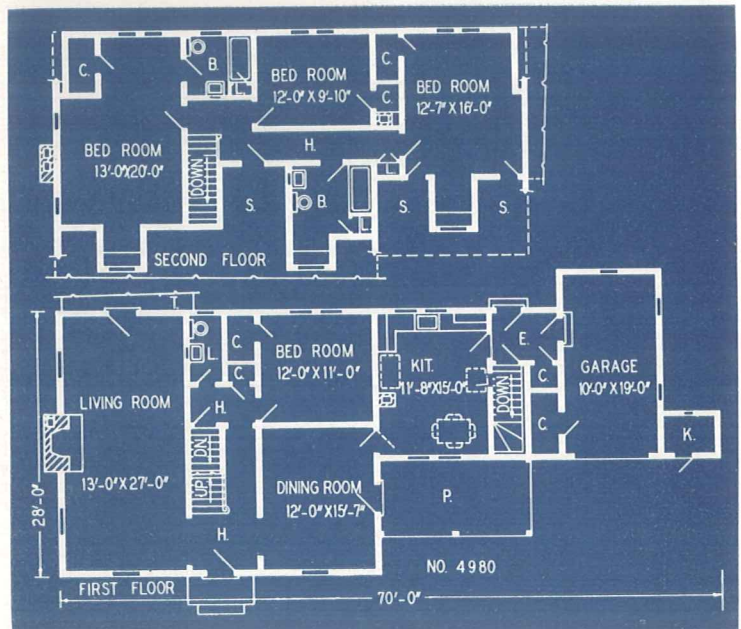 C.
B.
L.
BED ROOM
12'-0" X 9'-10"
C.
C.
BED ROOM
12'-7" X 16'-0"
BED ROOM
13'-0" X 20'-0"
DOWN
H.
L.
S.
B.
L.
S.
S.
SECOND FLOOR
T.
L.
C.
C.
BED ROOM
12'-0" X 11'-0"
KIT.
11'-8" X 15'-0"
E.
C.
DOWN
C.
GARAGE
10'-0" X 19'-0"
K.
LIVING ROOM
13'-0" X 27'-0"
H.
DN.
UP
H.
DINING ROOM
12'-0" X 15'-7"
P.
28'-0"
NO. 4980
FIRST FLOOR
70'-0"